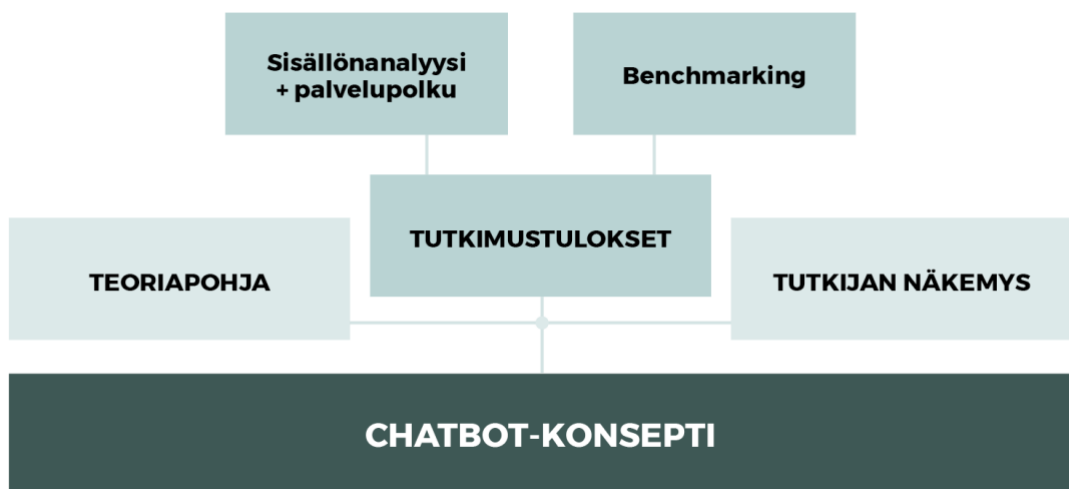 Sisällönanalyysi
+ palvelupolku
Benchmarking
TUTKIMUSTULOKSET
TEORIAPOHJA
TUTKIJAN NÄKEMYS
CHATBOT-KONSEPTI